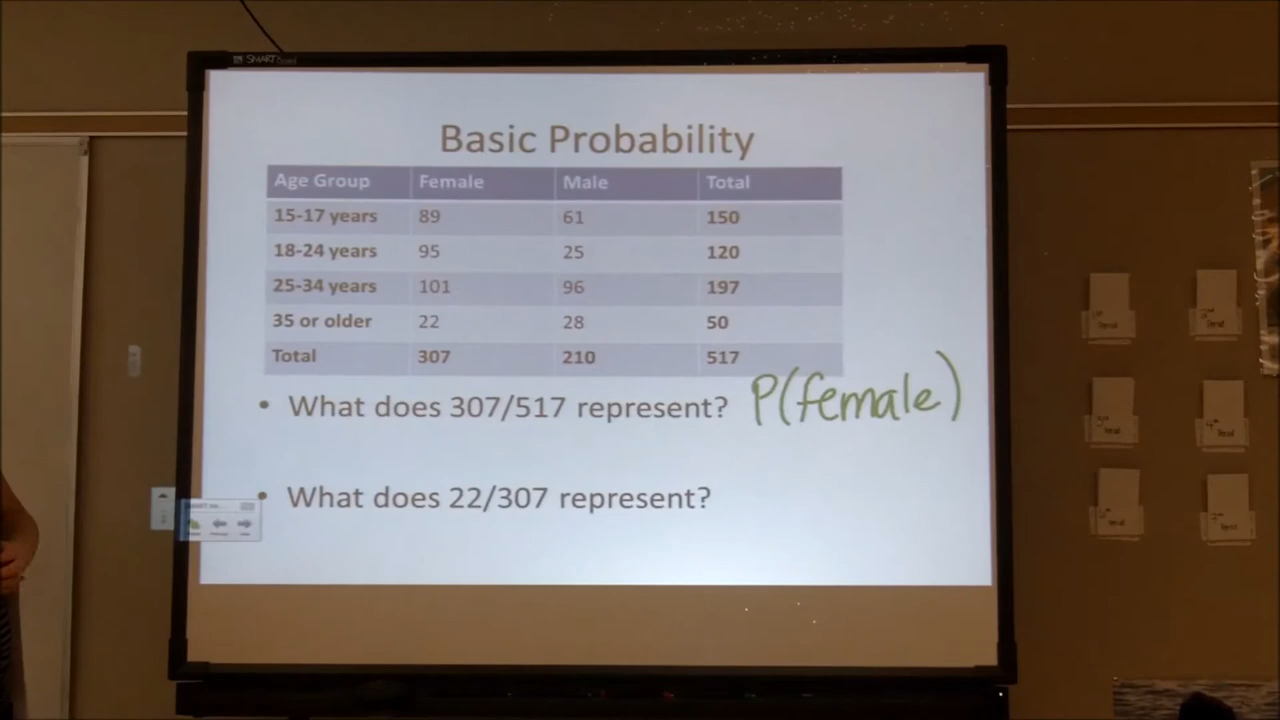 SMART
Basic Probability
Age Group Female Male Total
15-17 years 89 61 150
18-24 years 95 25 120
25-34 years 101 96 197
35 or older 22 28 50
Total 307 210 517
• What does 307/517 represent? P(female)
• What does 22/307 represent?